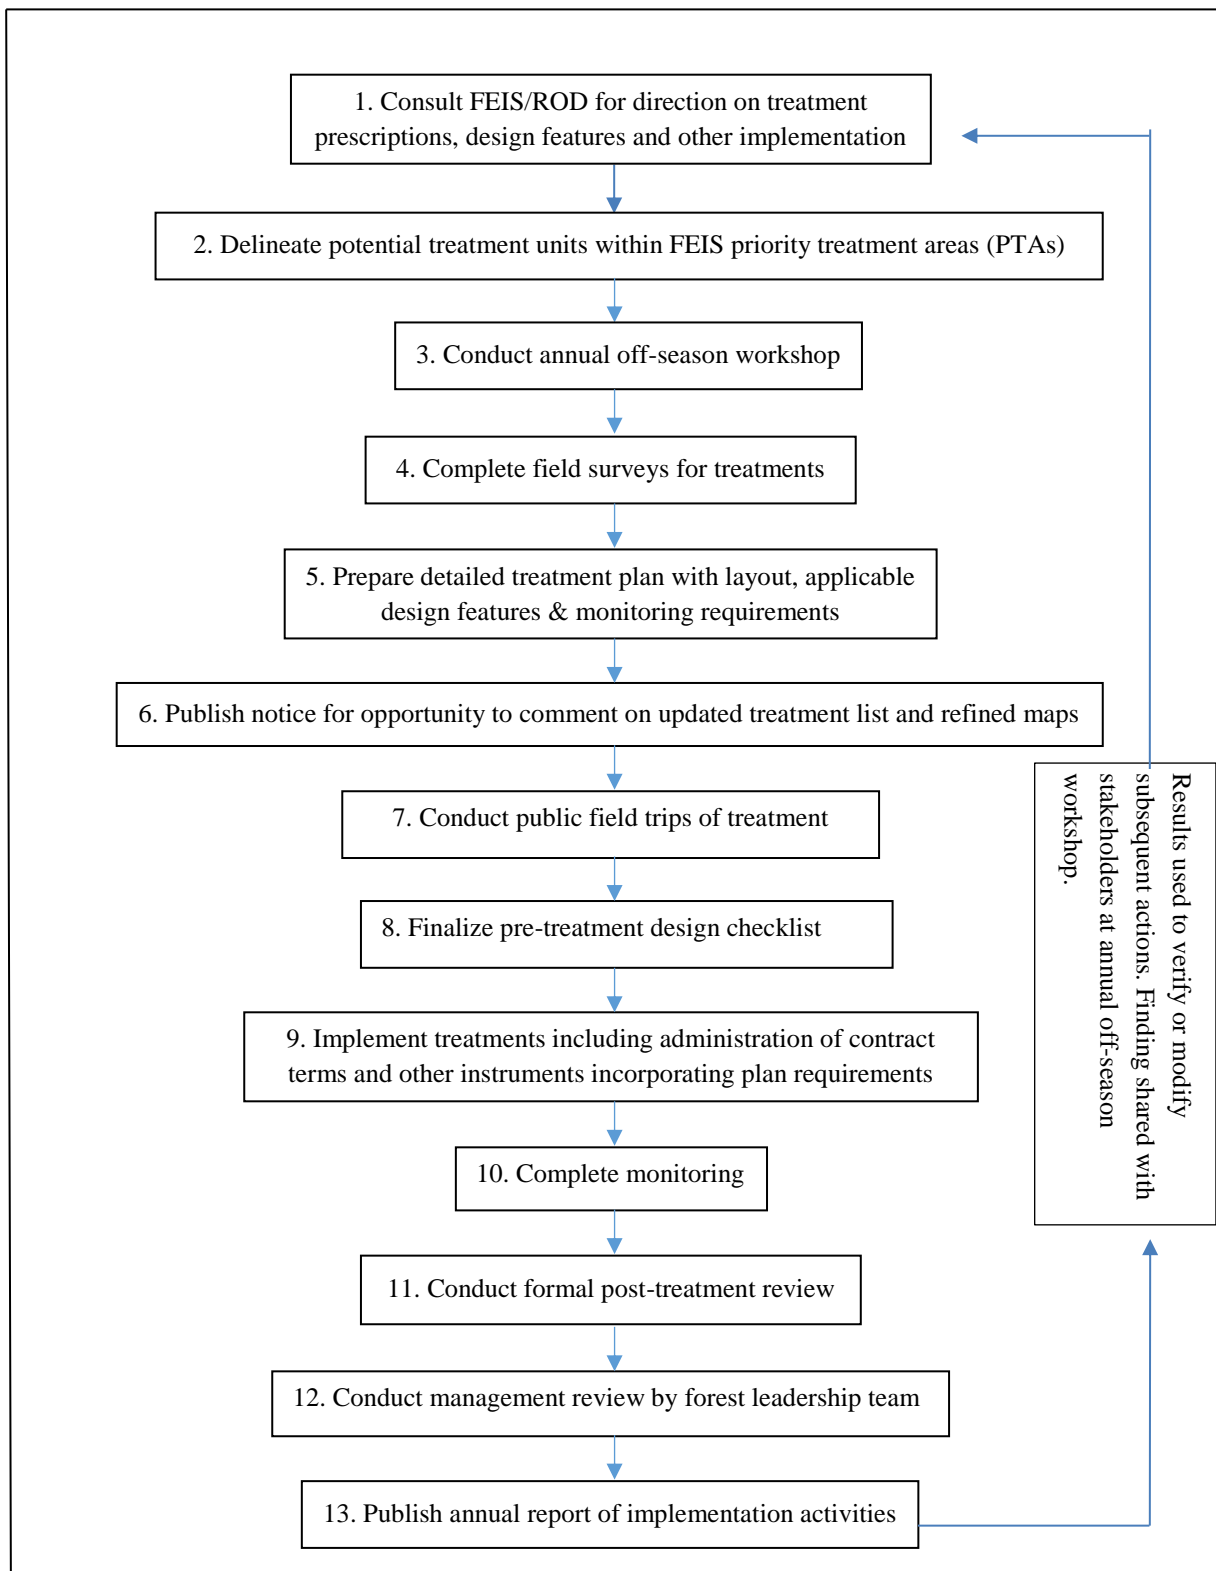 1. Consult FEIS/ROD for direction on treatment
prescriptions, design features and other implementation
2. Delineate potential treatment units within FEIS priority treatment areas (PTAs)
3. Conduct annual off-season workshop
4. Complete field surveys for treatments
5. Prepare detailed treatment plan with layout, applicable
design features & monitoring requirements
6. Publish notice for opportunity to comment on updated treatment list and refined maps
7. Conduct public field trips of treatment
8. Finalize pre-treatment design checklist
9. Implement treatments including administration of contract
terms and other instruments incorporating plan requirements
10. Complete monitoring
11. Conduct formal post-treatment review
12. Conduct management review by forest leadership team
13. Publish annual report of implementation activities
Results used to verify or modify
subsequent actions. Finding shared with
stakeholders at annual off-season
workshop.